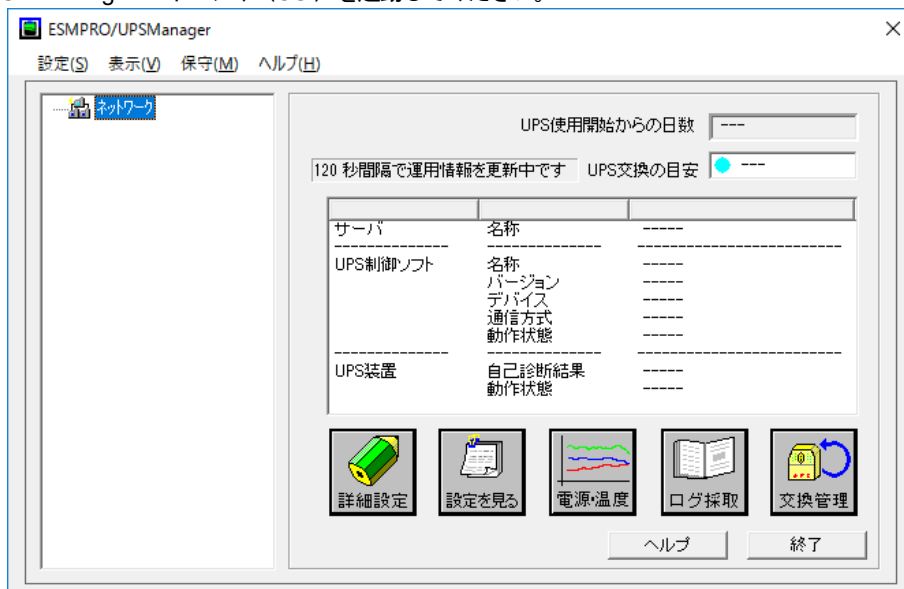 ESMPRO/UPSManager
設定(S) 表示(V) 保守(M) ヘルプ(H)
ネットワーク
UPS使用開始からの日数 ---
120 秒間隔で運用情報を更新中です UPS交換の目安 ---
サーバ 名称 -----
-------------- -------------- -------------------------
UPS制御ソフト 名称 -----
バージョン -----
デバイス -----
通信方式 -----
動作状態 -----
-------------- -------------- -------------------------
UPS装置 自己診断結果 -----
動作状態 -----
詳細設定 設定を見る 電源・温度 ログ採取 交換管理
ヘルプ 終了